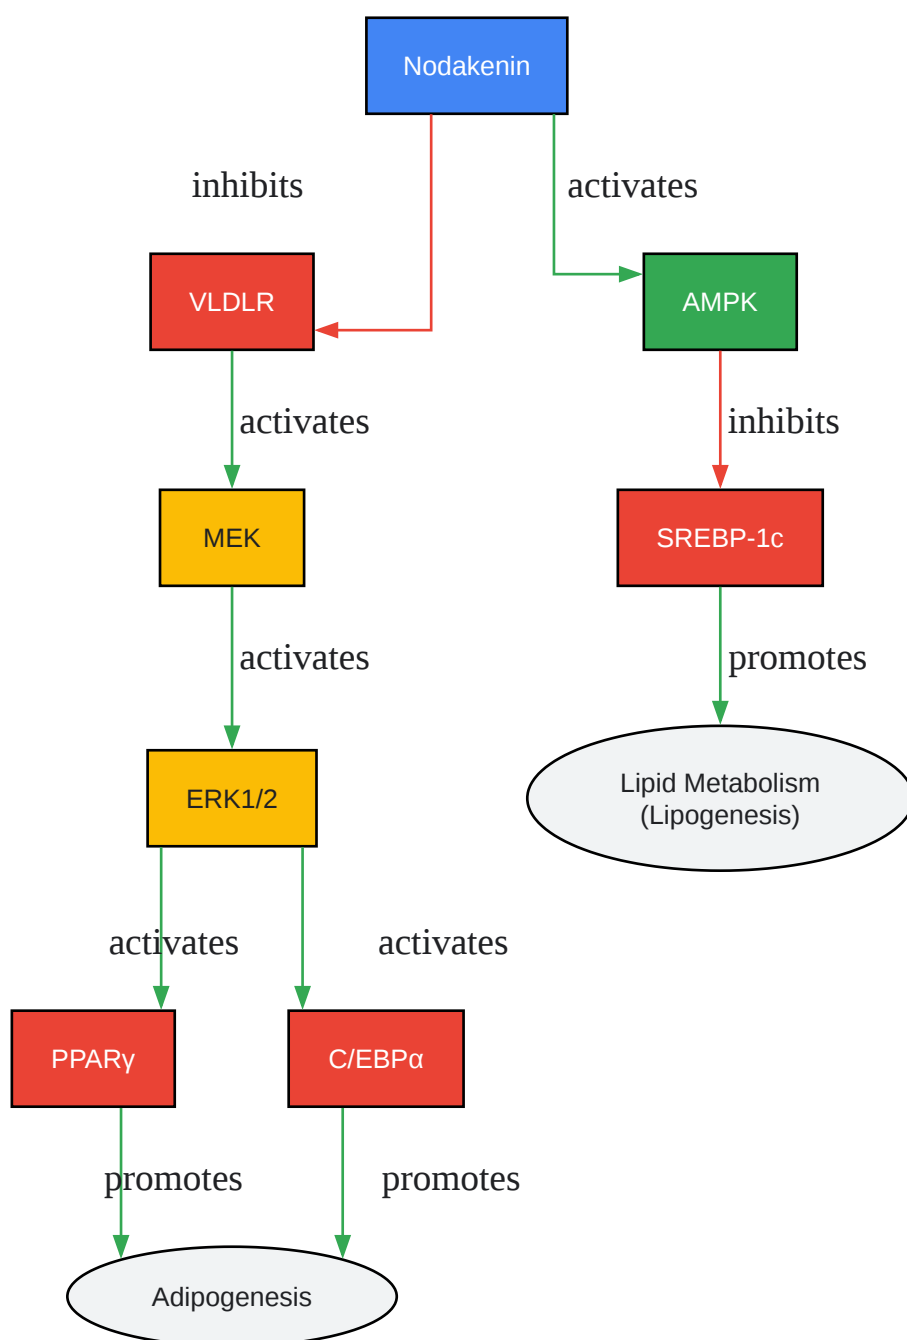 Nodakenin
inhibits
activates
VLDLR
AMPK
activates
inhibits
MEK
SREBP-1c
activates
promotes
ERK1/2
Lipid Metabolism
(Lipogenesis)
activates
activates
PPARγ
C/EBPα
promotes
promotes
Adipogenesis